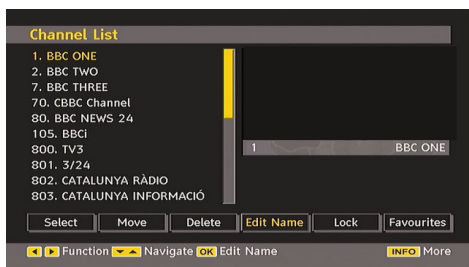 Channel List
1. BBC ONE
2. BBC TWO
7. BBC THREE
70. CBBC Channel
80. BBC NEWS 24
105. BBCi
800. TV3
801. 3/24
802. CATALUNYA RÀDIO
803. CATALUNYA INFORMACIÓ
1 BBC ONE
Select Move Delete Edit Name Lock Favourites
Function Navigate OK Edit Name INFO More